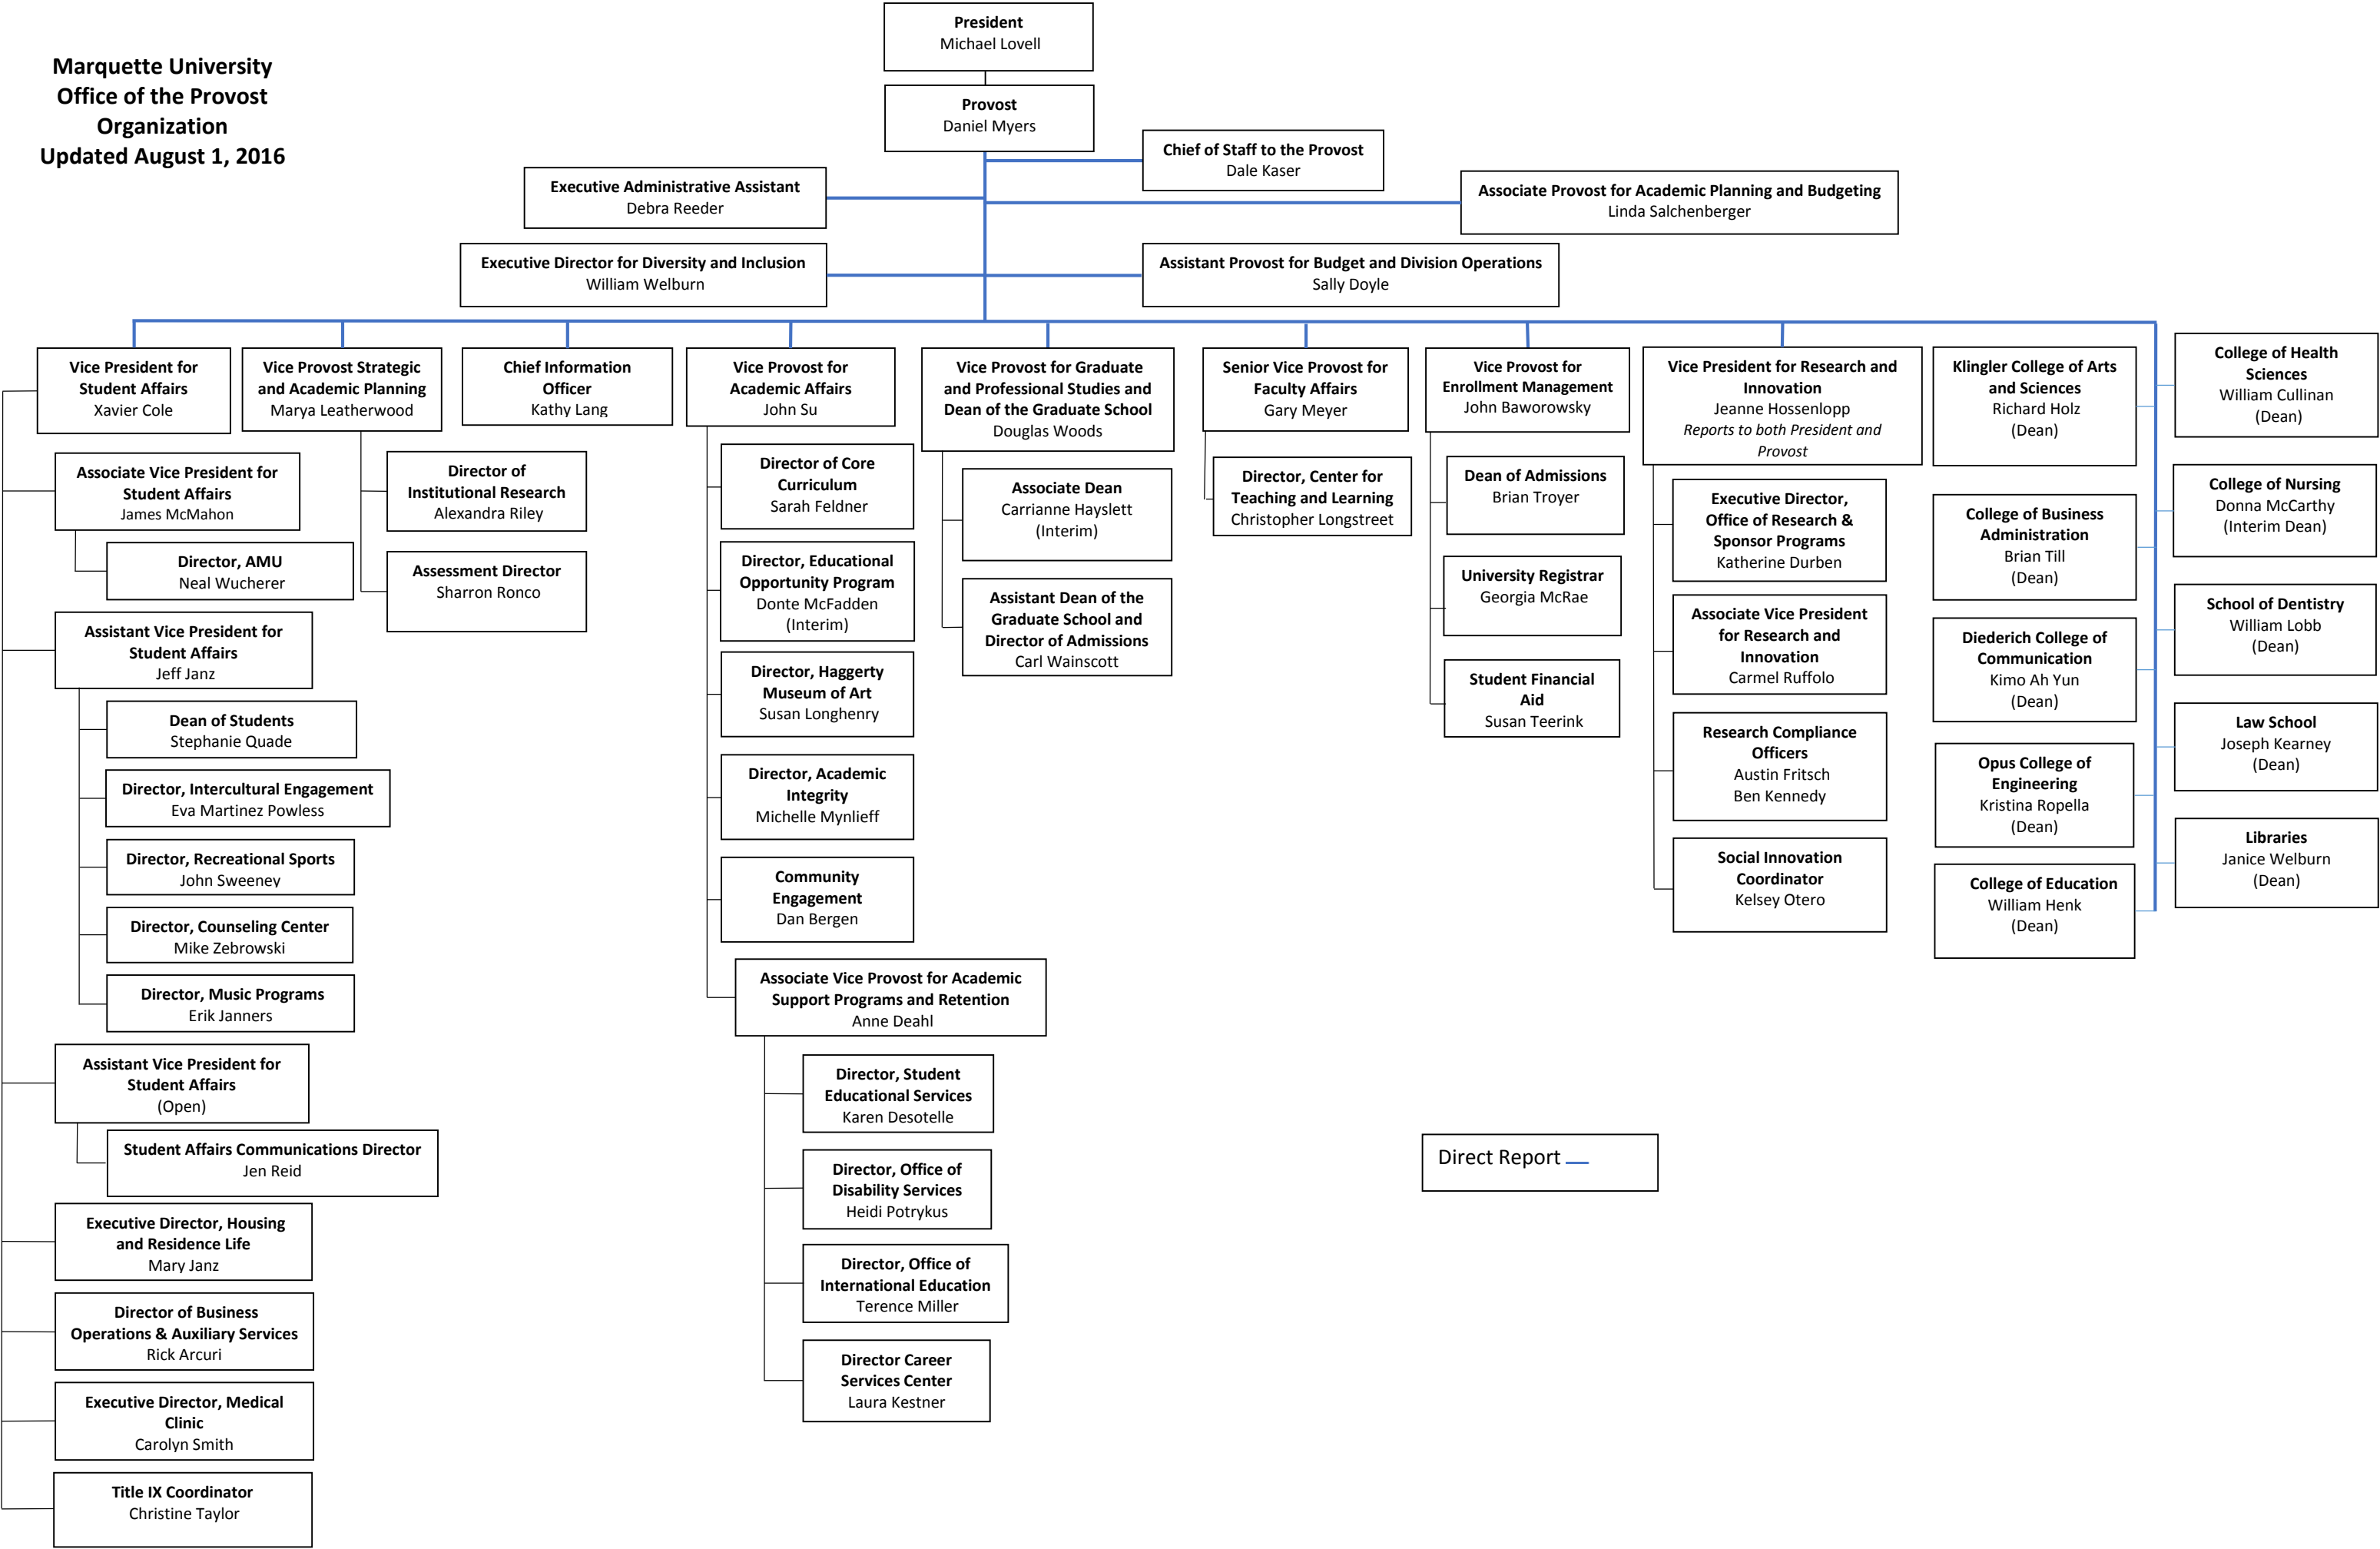 Marquette University
Office of the Provost
Organization
Updated August 1, 2016
President
Michael Lovell
Provost
Daniel Myers
Chief of Staff to the Provost
Dale Kaser
Executive Administrative Assistant
Debra Reeder
Associate Provost for Academic Planning and Budgeting
Linda Salchenberger
Executive Director for Diversity and Inclusion
William Welburn
Assistant Provost for Budget and Division Operations
Sally Doyle
Vice President for
Student Affairs
Xavier Cole
Associate Vice President for
Student Affairs
James McMahon
Director, AMU
Neal Wucherer
Assistant Vice President for
Student Affairs
Jeff Janz
Dean of Students
Stephanie Quade
Director, Intercultural Engagement
Eva Martinez Powless
Director, Recreational Sports
John Sweeney
Director, Counseling Center
Mike Zebrowski
Director, Music Programs
Erik Janners
Assistant Vice President for
Student Affairs
(Open)
Student Affairs Communications Director
Jen Reid
Executive Director, Housing
and Residence Life
Mary Janz
Director of Business
Operations & Auxiliary Services
Rick Arcuri
Executive Director, Medical
Clinic
Carolyn Smith
Title IX Coordinator
Christine Taylor
Vice Provost Strategic
and Academic Planning
Marya Leatherwood
Director of
Institutional Research
Alexandra Riley
Assessment Director
Sharron Ronco
Chief Information
Officer
Kathy Lang
Vice Provost for
Academic Affairs
John Su
Director of Core
Curriculum
Sarah Feldner
Director, Educational
Opportunity Program
Donte McFadden
(Interim)
Director, Haggerty
Museum of Art
Susan Longhenry
Director, Academic
Integrity
Michelle Mynlieff
Community
Engagement
Dan Bergen
Associate Vice Provost for Academic
Support Programs and Retention
Anne Deahl
Director, Student
Educational Services
Karen Desotelle
Director, Office of
Disability Services
Heidi Potrykus
Director, Office of
International Education
Terence Miller
Director Career
Services Center
Laura Kestner
Vice Provost for Graduate
and Professional Studies and
Dean of the Graduate School
Douglas Woods
Associate Dean
Carrianne Hayslett
(Interim)
Assistant Dean of the
Graduate School and
Director of Admissions
Carl Wainscott
Senior Vice Provost for
Faculty Affairs
Gary Meyer
Director, Center for
Teaching and Learning
Christopher Longstreet
Vice Provost for
Enrollment Management
John Baworowsky
Dean of Admissions
Brian Troyer
University Registrar
Georgia McRae
Student Financial
Aid
Susan Teerink
Vice President for Research and
Innovation
Jeanne Hossenlopp
Reports to both President and
Provost
Executive Director,
Office of Research &
Sponsor Programs
Katherine Durben
Associate Vice President
for Research and
Innovation
Carmel Ruffolo
Research Compliance
Officers
Austin Fritsch
Ben Kennedy
Social Innovation
Coordinator
Kelsey Otero
Klingler College of Arts
and Sciences
Richard Holz
(Dean)
College of Business
Administration
Brian Till
(Dean)
Diederich College of
Communication
Kimo Ah Yun
(Dean)
Opus College of
Engineering
Kristina Ropella
(Dean)
College of Education
William Henk
(Dean)
College of Health
Sciences
William Cullinan
(Dean)
College of Nursing
Donna McCarthy
(Interim Dean)
School of Dentistry
William Lobb
(Dean)
Law School
Joseph Kearney
(Dean)
Libraries
Janice Welburn
(Dean)
Direct Report